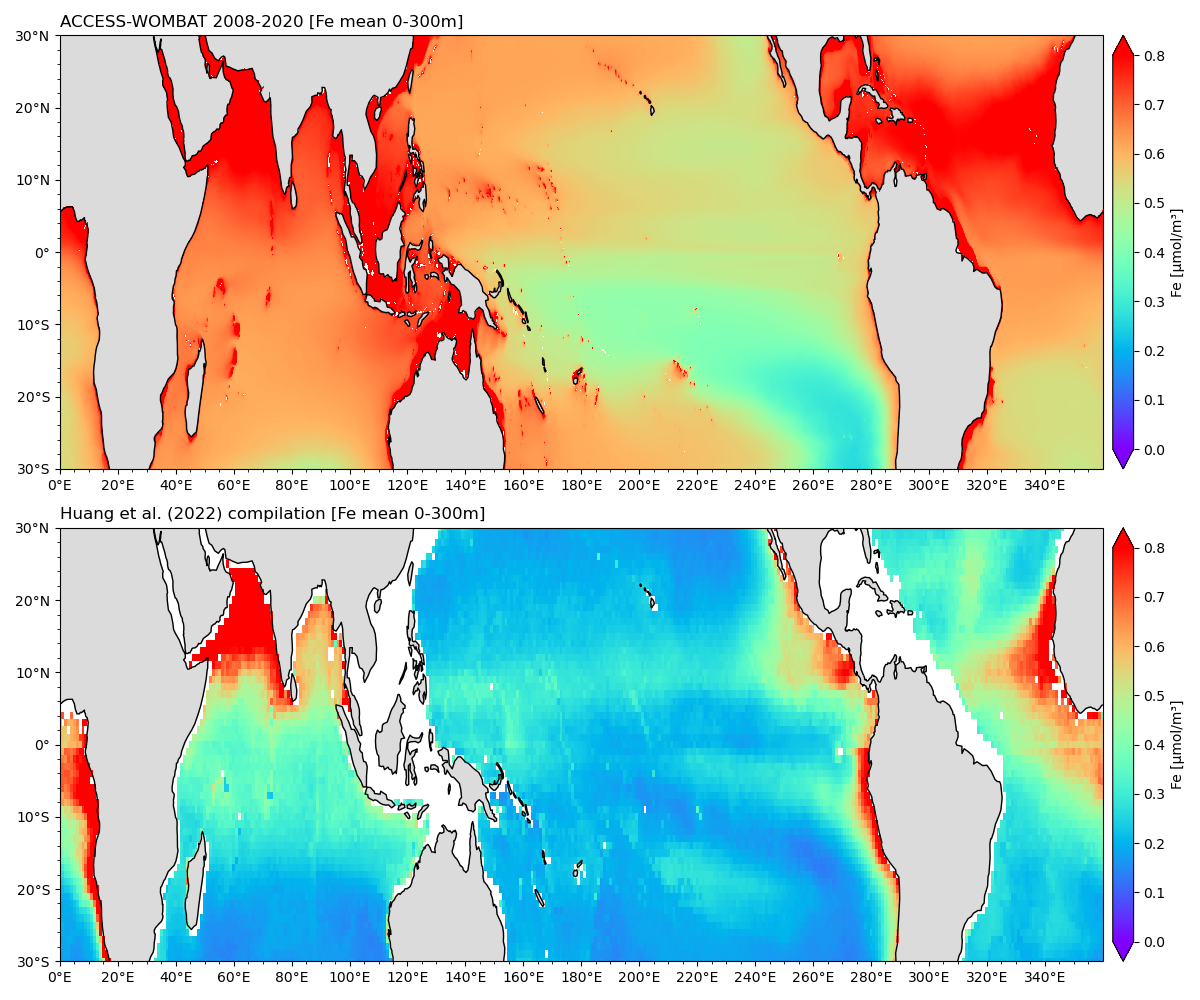 ACCESS-WOMBAT 2008-2020 [Fe mean 0-300m]
30°N
20°N
10°N
0°
10°S
20°S
30°S
0°E 20°E 40°E 60°E 80°E 100°E 120°E 140°E 160°E 180°E 200°E 220°E 240°E 260°E 280°E 300°E 320°E 340°E
0.8
0.7
0.6
0.5
0.4
0.3
0.2
0.1
0.0
Fe [μmol/m³]
Huang et al. (2022) compilation [Fe mean 0-300m]
30°N
20°N
10°N
0°
10°S
20°S
30°S
0°E 20°E 40°E 60°E 80°E 100°E 120°E 140°E 160°E 180°E 200°E 220°E 240°E 260°E 280°E 300°E 320°E 340°E
0.8
0.7
0.6
0.5
0.4
0.3
0.2
0.1
0.0
Fe [μmol/m³]